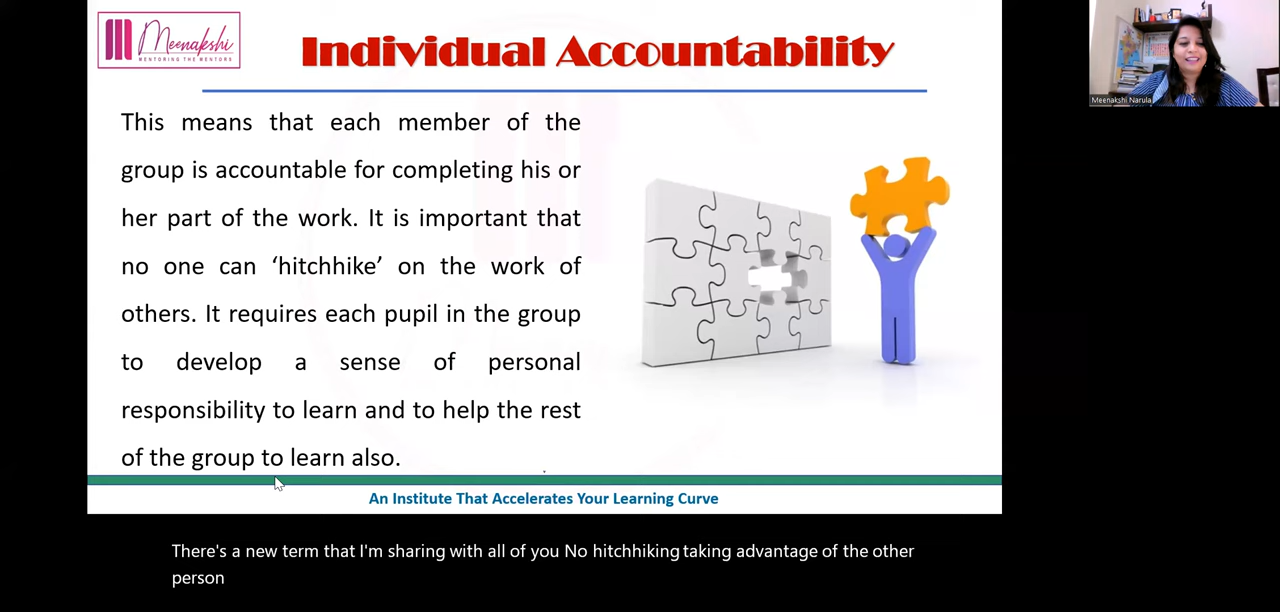 Meenakshi
MENTORING THE MENTORS
Individual Accountability
This means that each member of the
group is accountable for completing his or
her part of the work. It is important that
no one can ‘hitchhike’ on the work of
others. It requires each pupil in the group
to develop a sense of personal
responsibility to learn and to help the rest
of the group to learn also.
An Institute That Accelerates Your Learning Curve
Meenakshi Narula
There's a new term that I'm sharing with all of you No hitchhiking taking advantage of the other
person